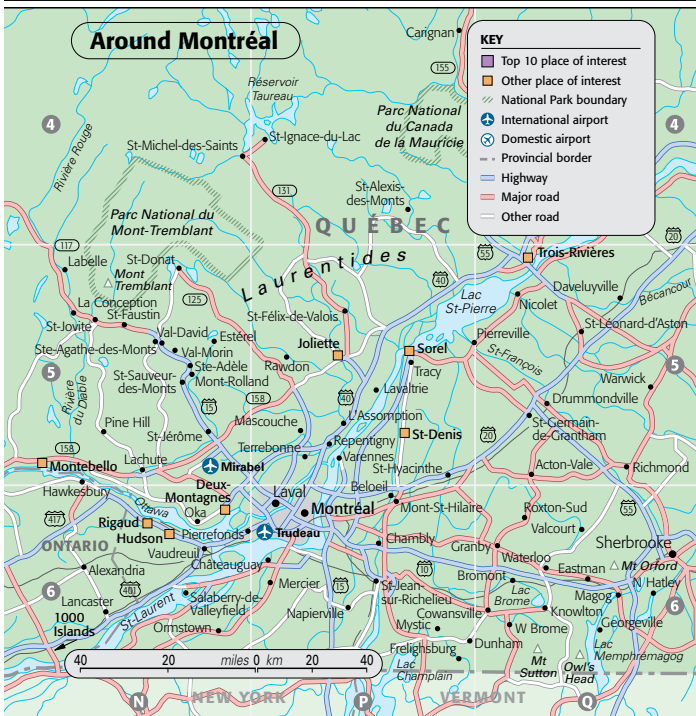 Around Montréal
Carignan
155
KEY
Top 10 place of interest
Other place of interest
National Park boundary
International airport
Domestic airport
Provincial border
Highway
Major road
Other road
Réservoir
Taureau
Parc National
du Canada
de la Mauricie
4
4
Rivière Rouge
St-Ignace-du-Lac
St-Michel-des-Saints
131
St-Alexis-
des-Monts
Parc National du
Mont-Tremblant
QUÉBEC
20
117
55
Trois-Rivières
Labelle
St-Donat
Laurentides
40
Mont
Tremblant
Daveluyville
Bécancour
125
Lac
St-Pierre
Nicolet
La Conception
St-Faustin
St-Félix-de-Valois
St-Jovite
Val-David
Estérel
Pierreville
St-Léonard-d'Aston
Ste-Agathe-des-Monts
Val-Morin
Joliette
Sorel
St-François
5
Ste-Adèle
Rawdon
Tracy
5
St-Sauveur-
des-Monts
Mont-Rolland
Warwick
Rivière
du Diable
158
40
Lavaltrie
Drummondville
15
L'Assomption
Pine Hill
St-Jérôme
Mascouche
St-Germain-
de-Grantham
St-Denis
20
158
Terrebonne
Repentigny
Lachute
Mirabel
Varennes
Montebello
St-Hyacinthe
Acton-Vale
Richmond
Hawkesbury
Deux-
Montagnes
Laval
Beloeil
Ottawa
Oka
Montréal
Mont-St-Hilaire
Roxton-Sud
55
417
Rigaud
Hudson
Pierrefonds
Trudeau
Valcourt
ONTARIO
Vaudreuil
Chambly
Granby
Sherbrooke
Châteauguay
Waterloo
Alexandria
10
Eastman
Mt Orford
6
401
Mercier
15
St-Jean-
sur-Richelieu
Bromont
N Hatley
6
Salaberry-de-
Valleyfield
Lac
Brome
Magog
Lancaster
St-Laurent
Napierville
Cowansville
Knowlton
1000
Islands
Ormstown
Mystic
W Brome
Georgeville
Dunham
Lac
Memphrémagog
40
20
miles 0 km
20
40
Frelighsburg
Mt
Sutton
Owl's
Head
Lac
Champlain
N
NEW YORK
P
VERMONT
Q